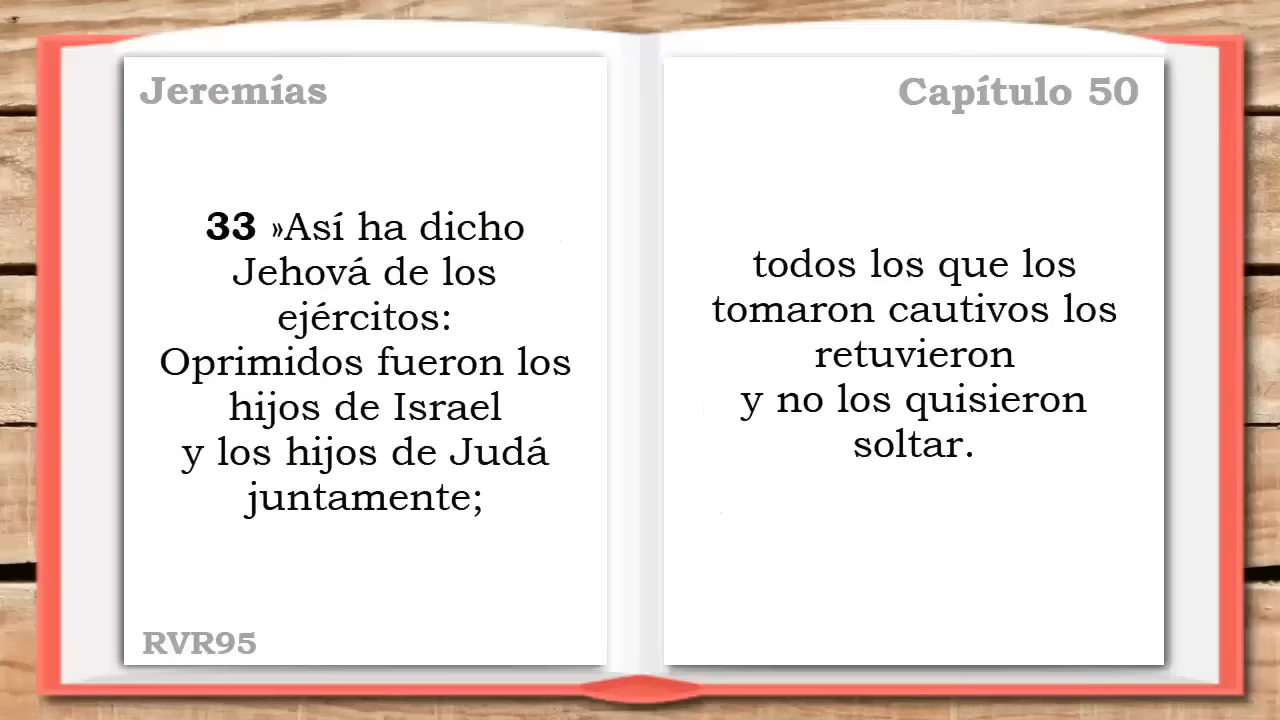 Jeremías
33 »Así ha dicho
Jehová de los
ejércitos:
Oprimidos fueron los
hijos de Israel
y los hijos de Judá
juntamente;
RVR95
Capítulo 50
todos los que los
tomaron cautivos los
retuvieron
y no los quisieron
soltar.